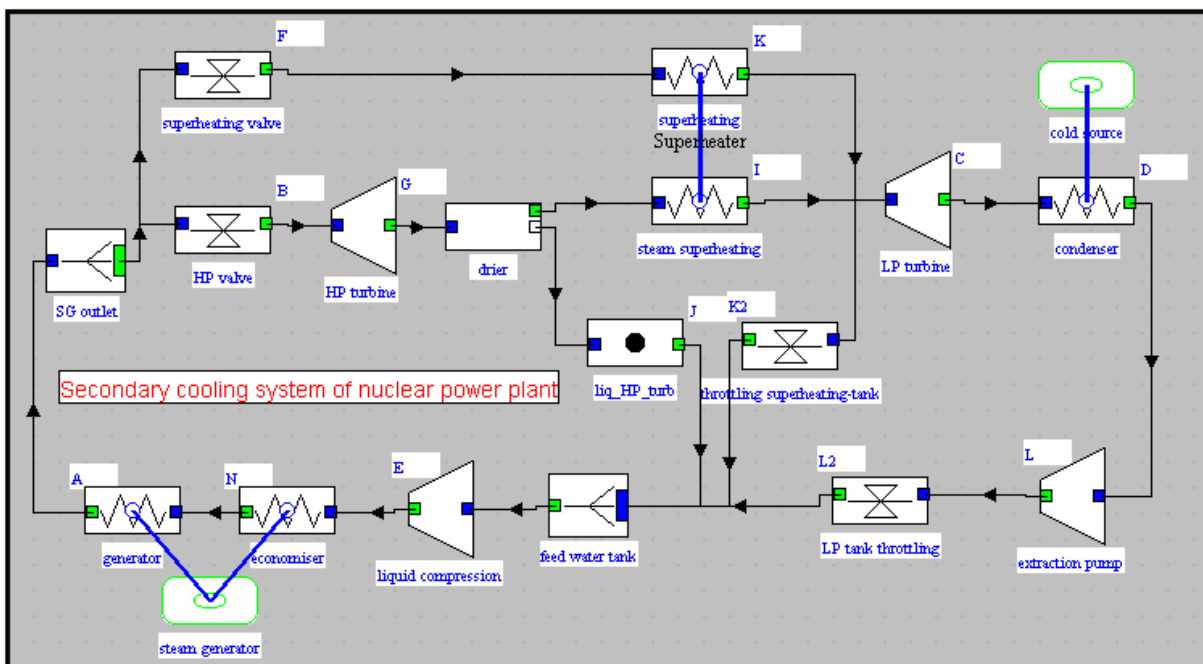 F
superheating valve
K
superheating
Superheater
cold source
B
HP valve
G
HP turbine
drier
I
steam superheating
C
LP turbine
D
condenser
SG outlet
J
liq_HP_turb
K2
throttling superheating-tank
Secondary cooling system of nuclear power plant
A
generator
N
economiser
E
liquid compression
feed water tank
L2
LP tank throttling
L
extraction pump
steam generator